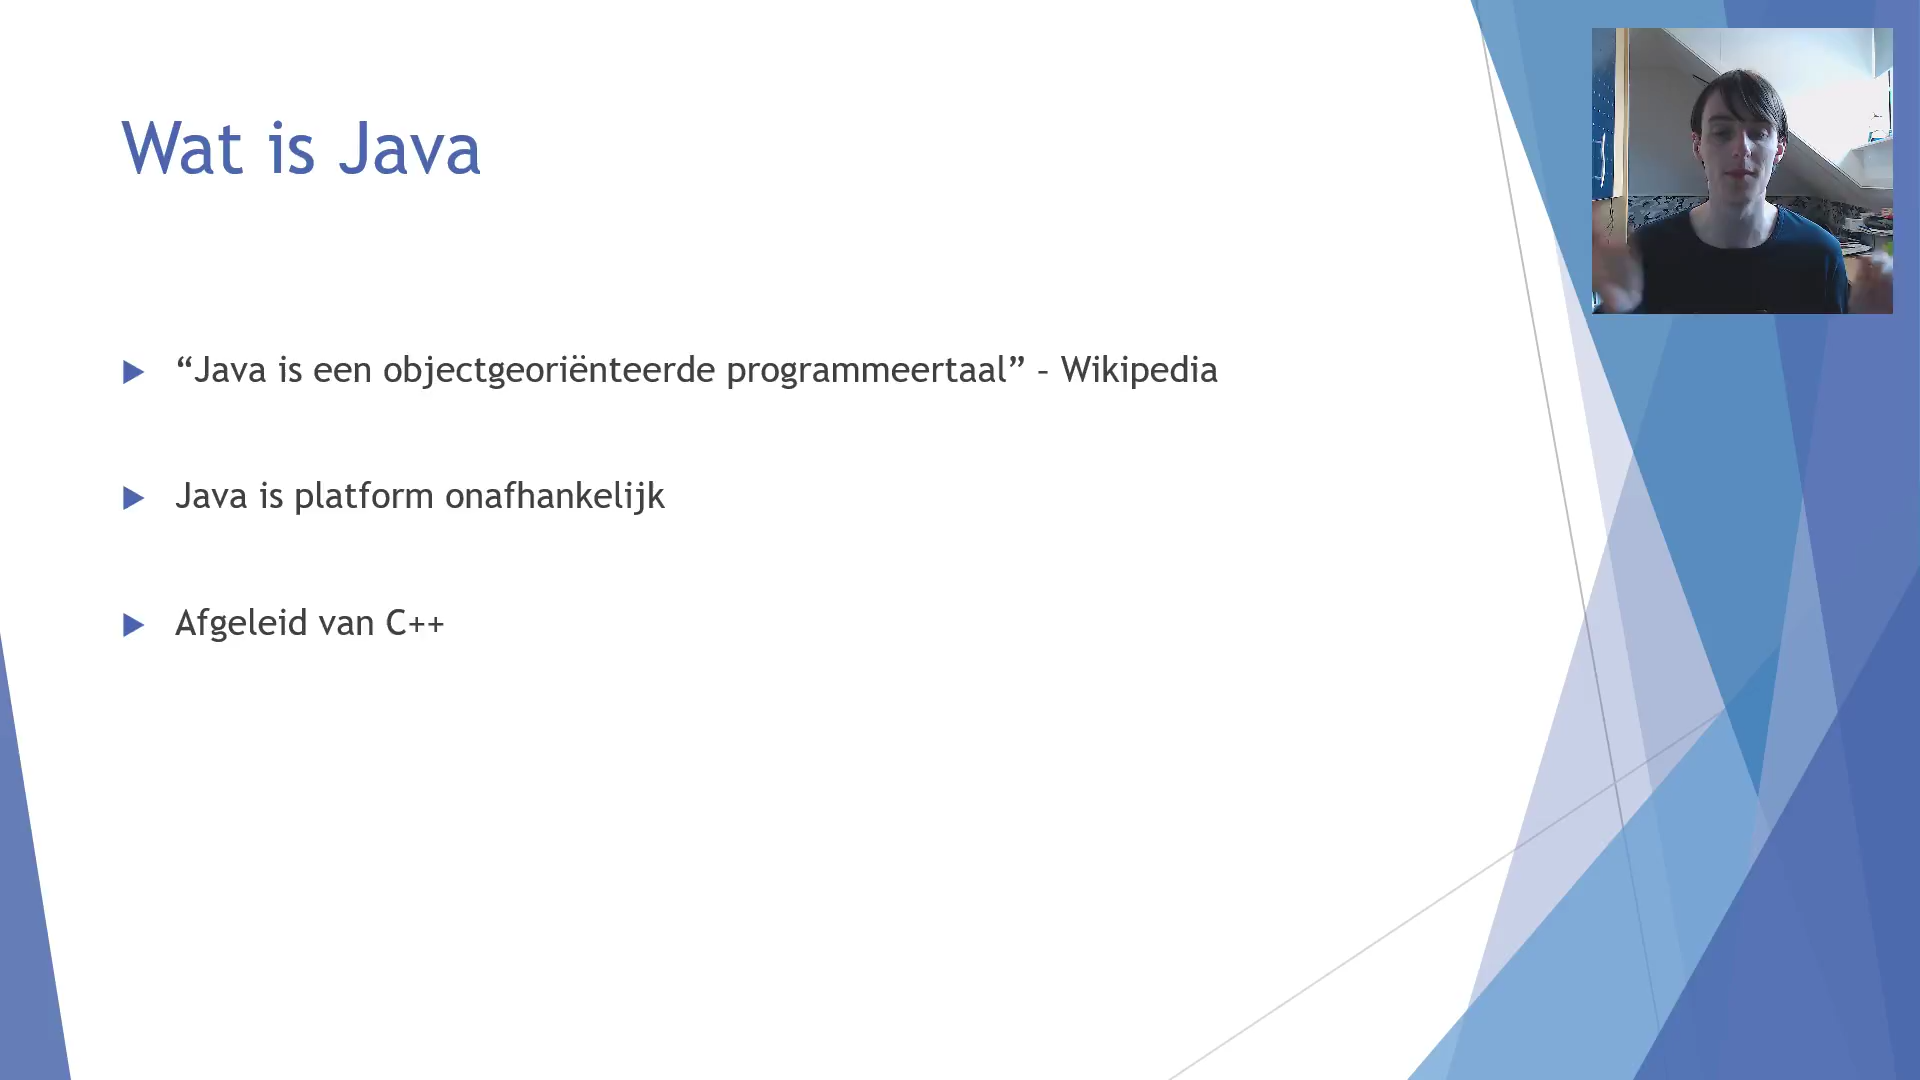 Wat is Java
“Java is een objectgeoriënteerde programmeertaal” – Wikipedia
Java is platform onafhankelijk
Afgeleid van C++